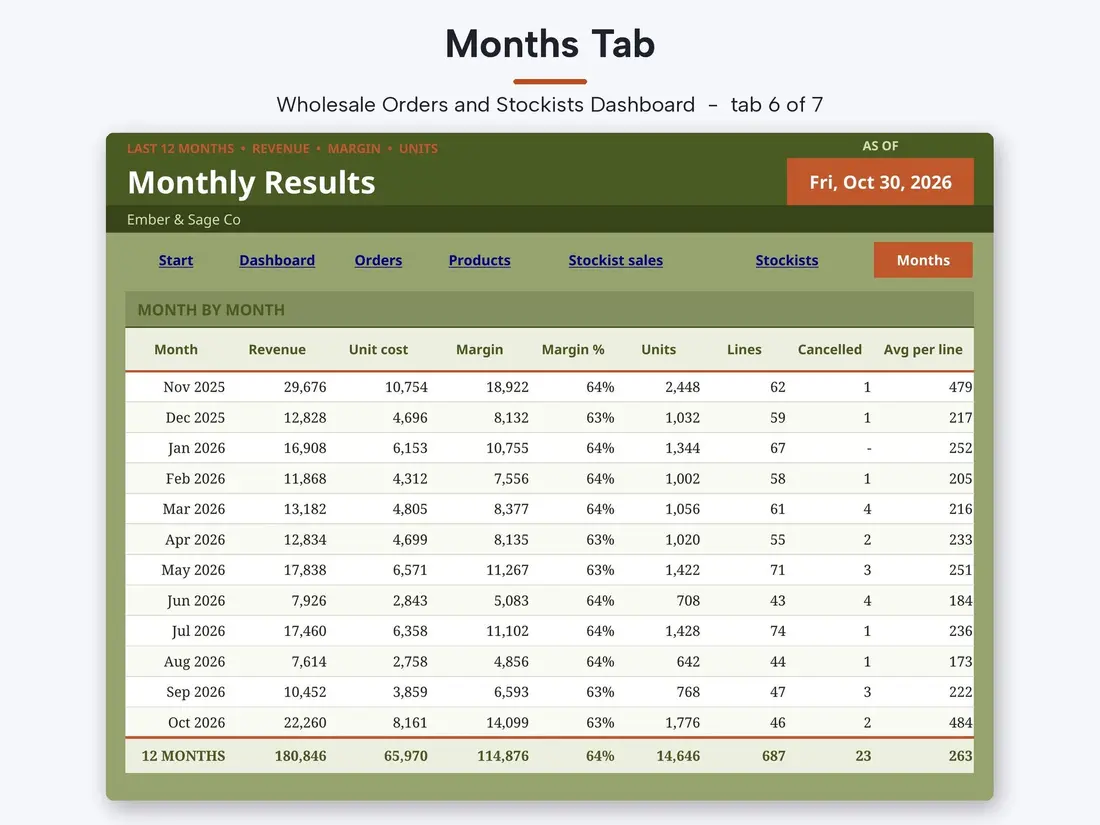 Months Tab
Wholesale Orders and Stockists Dashboard - tab 6 of 7
LAST 12 MONTHS • REVENUE • MARGIN • UNITS
AS OF
Monthly Results
Fri, Oct 30, 2026
Ember & Sage Co
Start Dashboard Orders Products Stockist sales Stockists Months
MONTH BY MONTH
Month Revenue Unit cost Margin Margin % Units Lines Cancelled Avg per line
Nov 2025 29,676 10,754 18,922 64% 2,448 62 1 479
Dec 2025 12,828 4,696 8,132 63% 1,032 59 1 217
Jan 2026 16,908 6,153 10,755 64% 1,344 67 - 252
Feb 2026 11,868 4,312 7,556 64% 1,002 58 1 205
Mar 2026 13,182 4,805 8,377 64% 1,056 61 4 216
Apr 2026 12,834 4,699 8,135 63% 1,020 55 2 233
May 2026 17,838 6,571 11,267 63% 1,422 71 3 251
Jun 2026 7,926 2,843 5,083 64% 708 43 4 184
Jul 2026 17,460 6,358 11,102 64% 1,428 74 1 236
Aug 2026 7,614 2,758 4,856 64% 642 44 1 173
Sep 2026 10,452 3,859 6,593 63% 768 47 3 222
Oct 2026 22,260 8,161 14,099 63% 1,776 46 2 484
12 MONTHS 180,846 65,970 114,876 64% 14,646 687 23 263